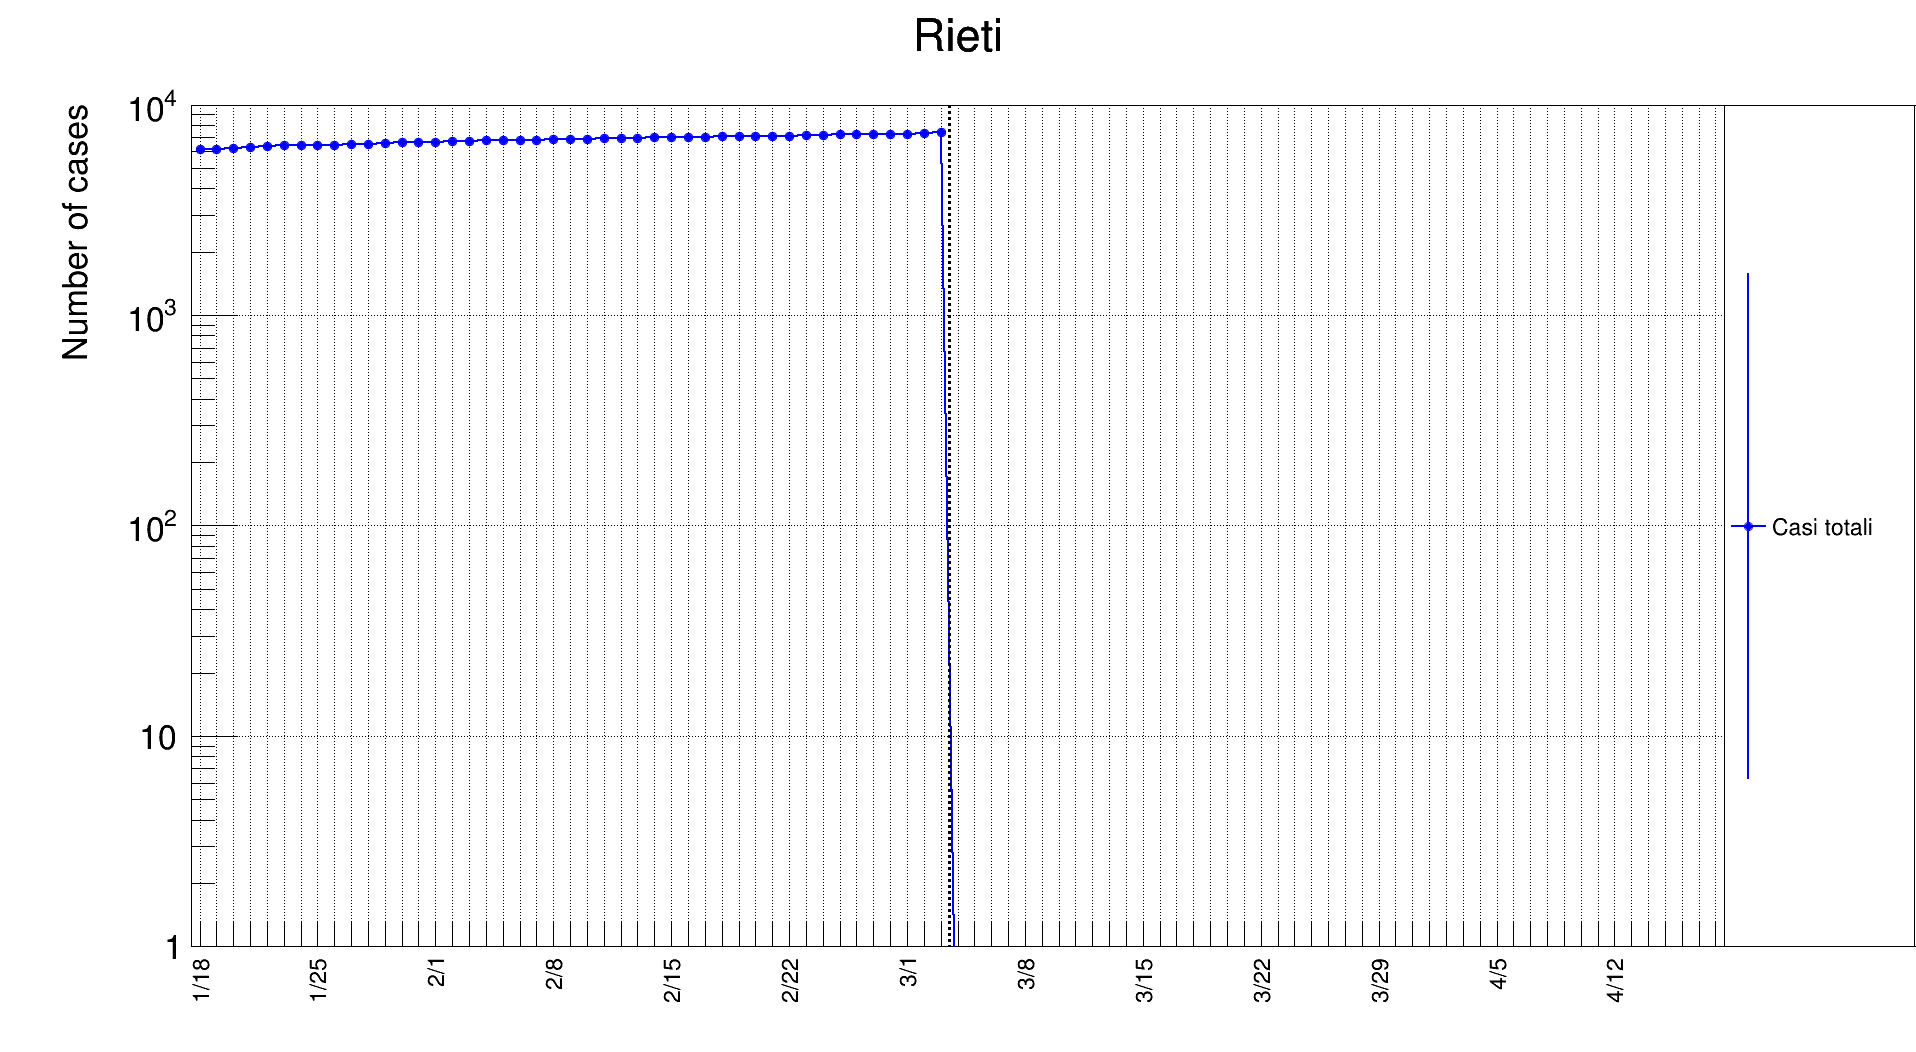 Rieti
Number of cases
10^4
10^3
10^2
10
1
1/18 1/25 2/1 2/8 2/15 2/22 3/1 3/8 3/15 3/22 3/29 4/5 4/12
Casi totali